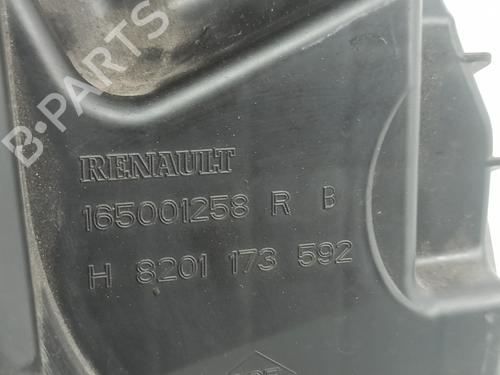 B-PARTS
RENAULT
165001258 R B
H 8201 173 592